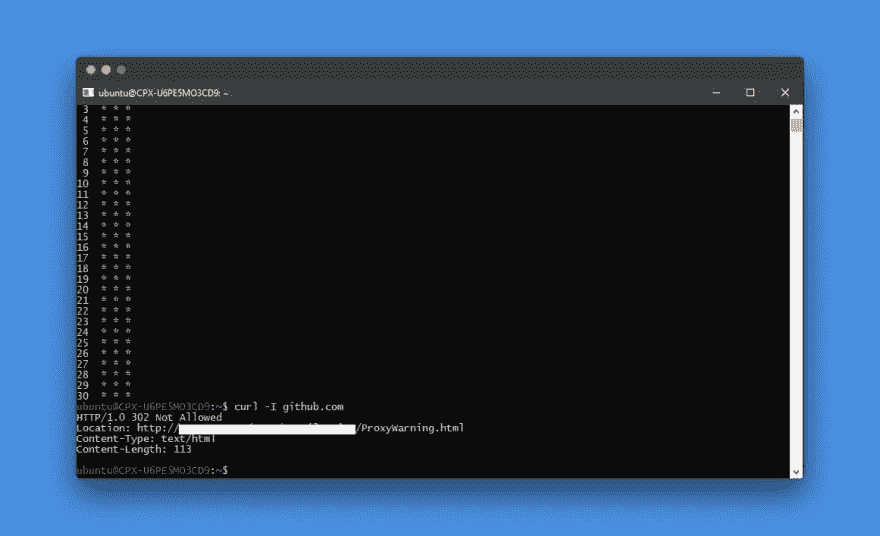 ubuntu@CPX-U6PE5MO3CD9: ~
3 * * *
4 * * *
5 * * *
6 * * *
7 * * *
8 * * *
9 * * *
10 * * *
11 * * *
12 * * *
13 * * *
14 * * *
15 * * *
16 * * *
17 * * *
18 * * *
19 * * *
20 * * *
21 * * *
22 * * *
23 * * *
24 * * *
25 * * *
26 * * *
27 * * *
28 * * *
29 * * *
30 * * *
ubuntu@CPX-U6PE5MO3CD9:~$ curl -I github.com
HTTP/1.0 302 Not Allowed
Location: http:///ProxyWarning.html
Content-Type: text/html
Content-Length: 113
ubuntu@CPX-U6PE5MO3CD9:~$